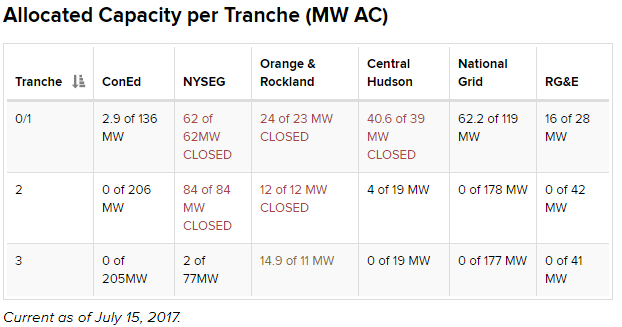 Allocated Capacity per Tranche (MW AC)
Tranche ConEd NYSEG Orange & Rockland Central Hudson National Grid RG&E
0/1 2.9 of 136 MW 62 of 62MW CLOSED 24 of 23 MW CLOSED 40.6 of 39 MW CLOSED 62.2 of 119 MW 16 of 28 MW
2 0 of 206 MW 84 of 84 MW CLOSED 12 of 12 MW CLOSED 4 of 19 MW 0 of 178 MW 0 of 42 MW
3 0 of 205MW 2 of 77MW 14.9 of 11 MW 0 of 19 MW 0 of 177 MW 0 of 41 MW
Current as of July 15, 2017.